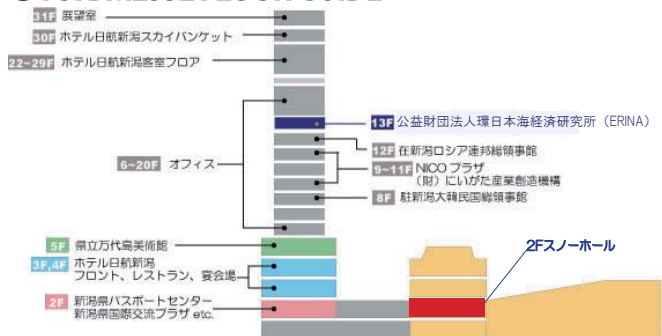 31F 展望室
30F ホテル日航新潟スカイバンケット
22~29F ホテル日航新潟客室フロア
13F 公益財団法人環日本海経済研究所（ERINA）
12F 在新潟ロシア連邦総領事館
9~11F NICO プラザ
（財）にいがた産業創造機構
6~20F オフィス
8F 駐新潟大韓民国総領事館
5F 県立万代島美術館
2Fスノーホール
3F,4F ホテル日航新潟
フロント、レストラン、宴会場
2F 新潟県パスポートセンター
新潟県国際交流プラザ etc.